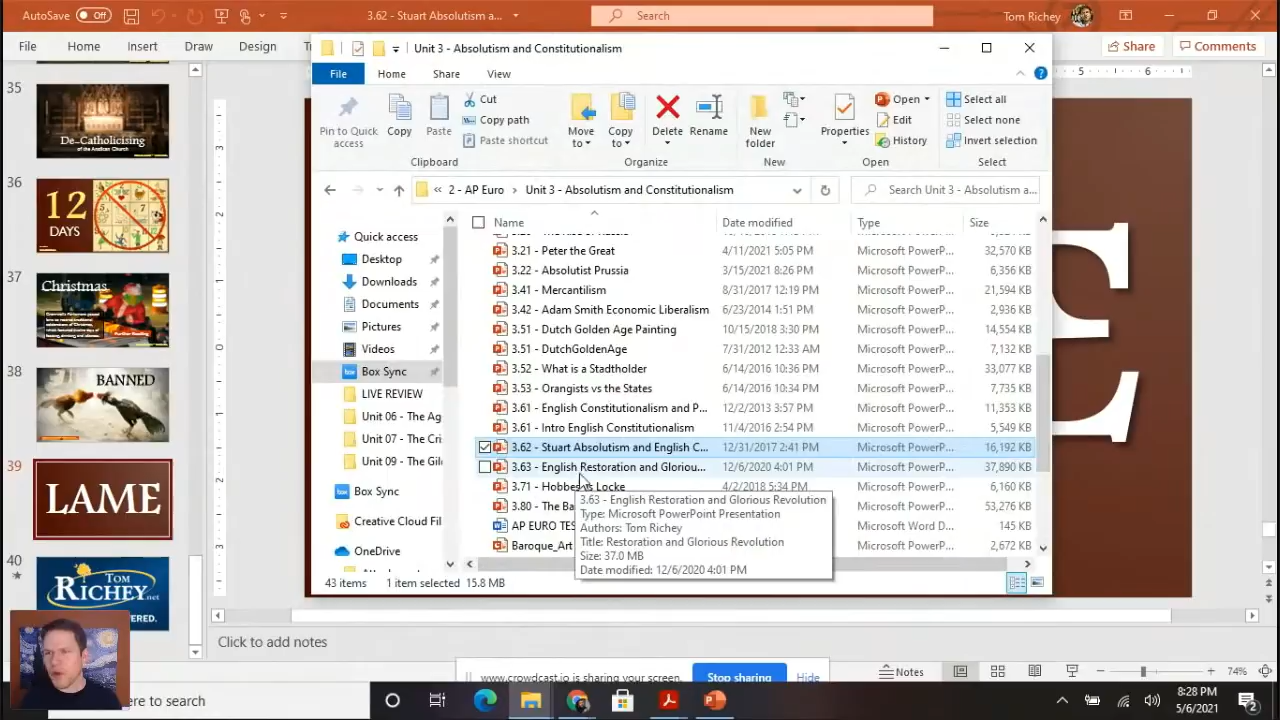 AutoSave Off
3.62 - Stuart Absolutism a...
Search
Tom Richey
File Home Insert Draw Design
Share Comments
Unit 3 - Absolutism and Constitutionalism
File Home Share View
Pin to Quick access
Copy
Paste
Cut
Copy path
Paste shortcut
Move to
Copy to
Delete
Rename
New folder
Properties
Open
Edit
History
Select all
Select none
Invert selection
Clipboard
Organize
New
Open
Select
« 2 - AP Euro › Unit 3 - Absolutism and Constitutionalism
Search Unit 3 - Absolutism a...
Name Date modified Type Size
3.21 - Peter the Great 4/11/2021 5:05 PM Microsoft PowerP... 32,570 KB
3.22 - Absolutist Prussia 3/15/2021 8:26 PM Microsoft PowerP... 6,356 KB
3.41 - Mercantilism 8/31/2017 12:19 PM Microsoft PowerP... 21,594 KB
3.42 - Adam Smith Economic Liberalism 6/23/2014 1:51 PM Microsoft PowerP... 2,936 KB
3.51 - Dutch Golden Age Painting 10/15/2018 3:30 PM Microsoft PowerP... 14,554 KB
3.51 - DutchGoldenAge 7/31/2012 12:33 AM Microsoft PowerP... 7,132 KB
3.52 - What is a Stadtholder 6/14/2016 10:36 PM Microsoft PowerP... 33,077 KB
3.53 - Orangists vs the States 6/14/2016 10:34 PM Microsoft PowerP... 7,735 KB
3.61 - English Constitutionalism and P... 12/2/2013 3:57 PM Microsoft PowerP... 11,353 KB
3.61 - Intro English Constitutionalism 11/4/2016 2:54 PM Microsoft PowerP... 5,549 KB
3.62 - Stuart Absolutism and English C... 12/31/2017 2:41 PM Microsoft PowerP... 16,192 KB
3.63 - English Restoration and Gloriou... 12/6/2020 4:01 PM Microsoft PowerP... 37,890 KB
3.71 - Hobbes vs Locke 4/2/2018 5:34 PM Microsoft PowerP... 6,160 KB
3.80 - The Ba Microsoft PowerP... 53,276 KB
AP EURO TES Microsoft Word D... 145 KB
Baroque_Art Microsoft PowerP... 2,672 KB
3.63 - English Restoration and Glorious Revolution
Type: Microsoft PowerPoint Presentation
Authors: Tom Richey
Title: Restoration and Glorious Revolution
Size: 37.0 MB
Date modified: 12/6/2020 4:01 PM
Quick access
Desktop
Downloads
Documents
Pictures
Videos
Box Sync
LIVE REVIEW
Unit 06 - The Ag
Unit 07 - The Cri
Unit 09 - The Gil
Box Sync
Creative Cloud Fil
OneDrive
43 items 1 item selected 15.8 MB
35
De-Catholicising
of the Anglican Church
36
12
DAYS
37
Christmas
38
BANNED
39
LAME
40
TOM
RICHEY.net
5 6
3
2
1
0
1
2
3
Click to add notes
www.crowdcast.io is sharing your screen.
Stop sharing
Hide
Notes
74%
here to search
8:28 PM
5/6/2021
2